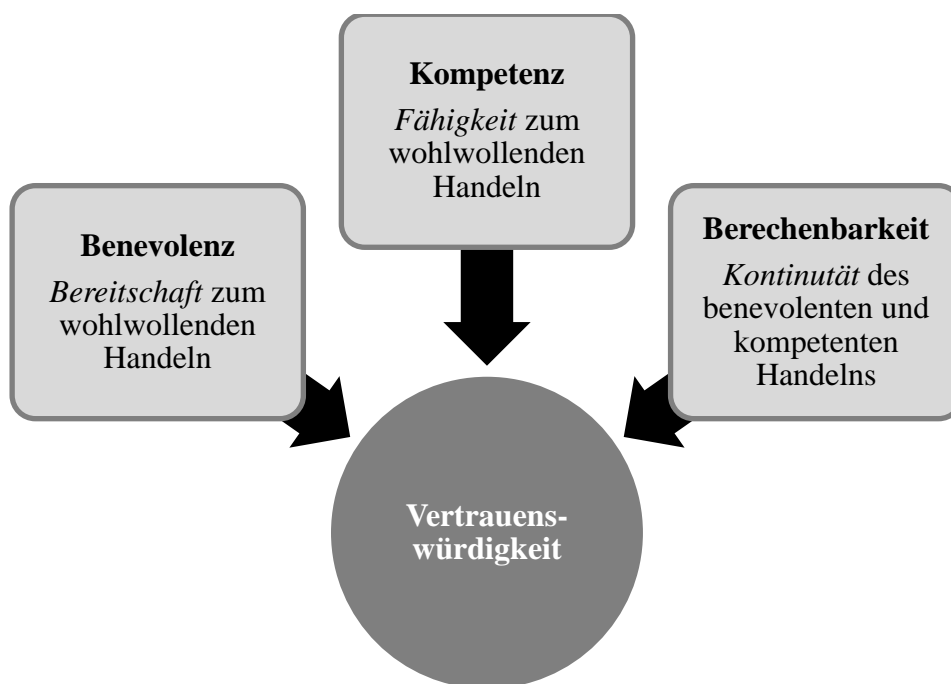 Kompetenz
Fähigkeit zum
wohlwollenden
Handeln
Benevolenz
Bereitschaft zum
wohlwollenden
Handeln
Berechenbarkeit
Kontinutät des
benevolenten und
kompetenten
Handelns
Vertrauens-
würdigkeit